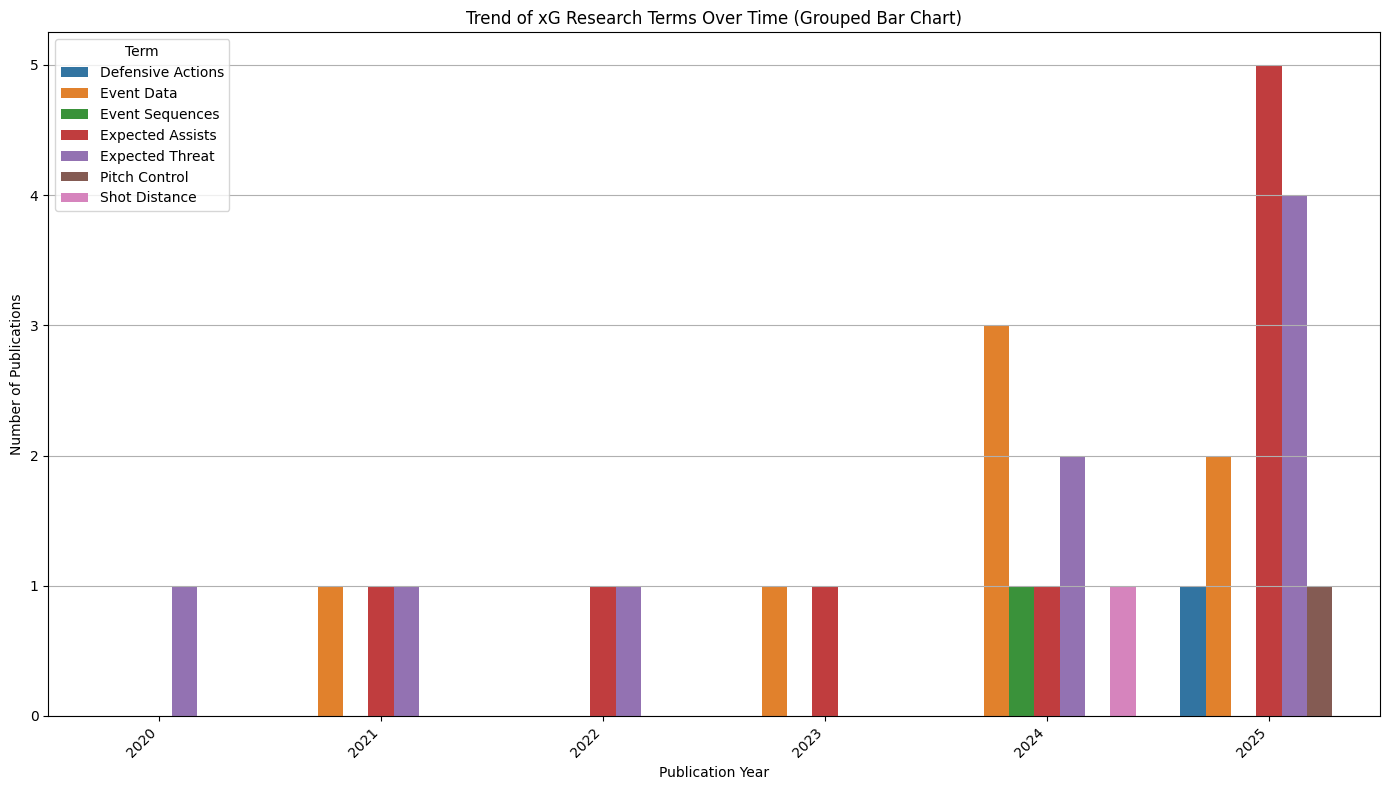 Trend of xG Research Terms Over Time (Grouped Bar Chart)
Term
Defensive Actions
Event Data
Event Sequences
Expected Assists
Expected Threat
Pitch Control
Shot Distance
Number of Publications
5
4
3
2
1
0
2020
2021
2022
2023
2024
2025
Publication Year